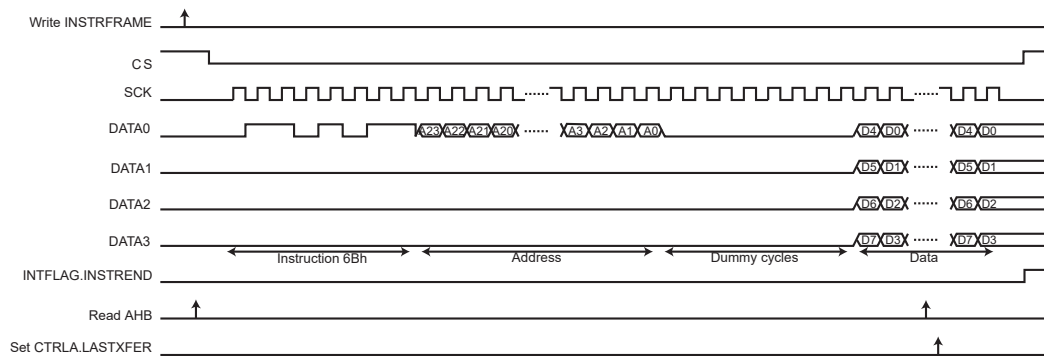 Write INSTRFRAME
CS
SCK
DATA0 A23 A22 A21 A20 ...... A3 A2 A1 A0 D4 D0 ...... D4 D0
DATA1 D5 D1 ...... D5 D1
DATA2 D6 D2 ...... D6 D2
DATA3 D7 D3 ...... D7 D3
Instruction 6Bh Address Dummy cycles Data
INTFLAG.INSTREND
Read AHB
Set CTRLA.LASTXFER